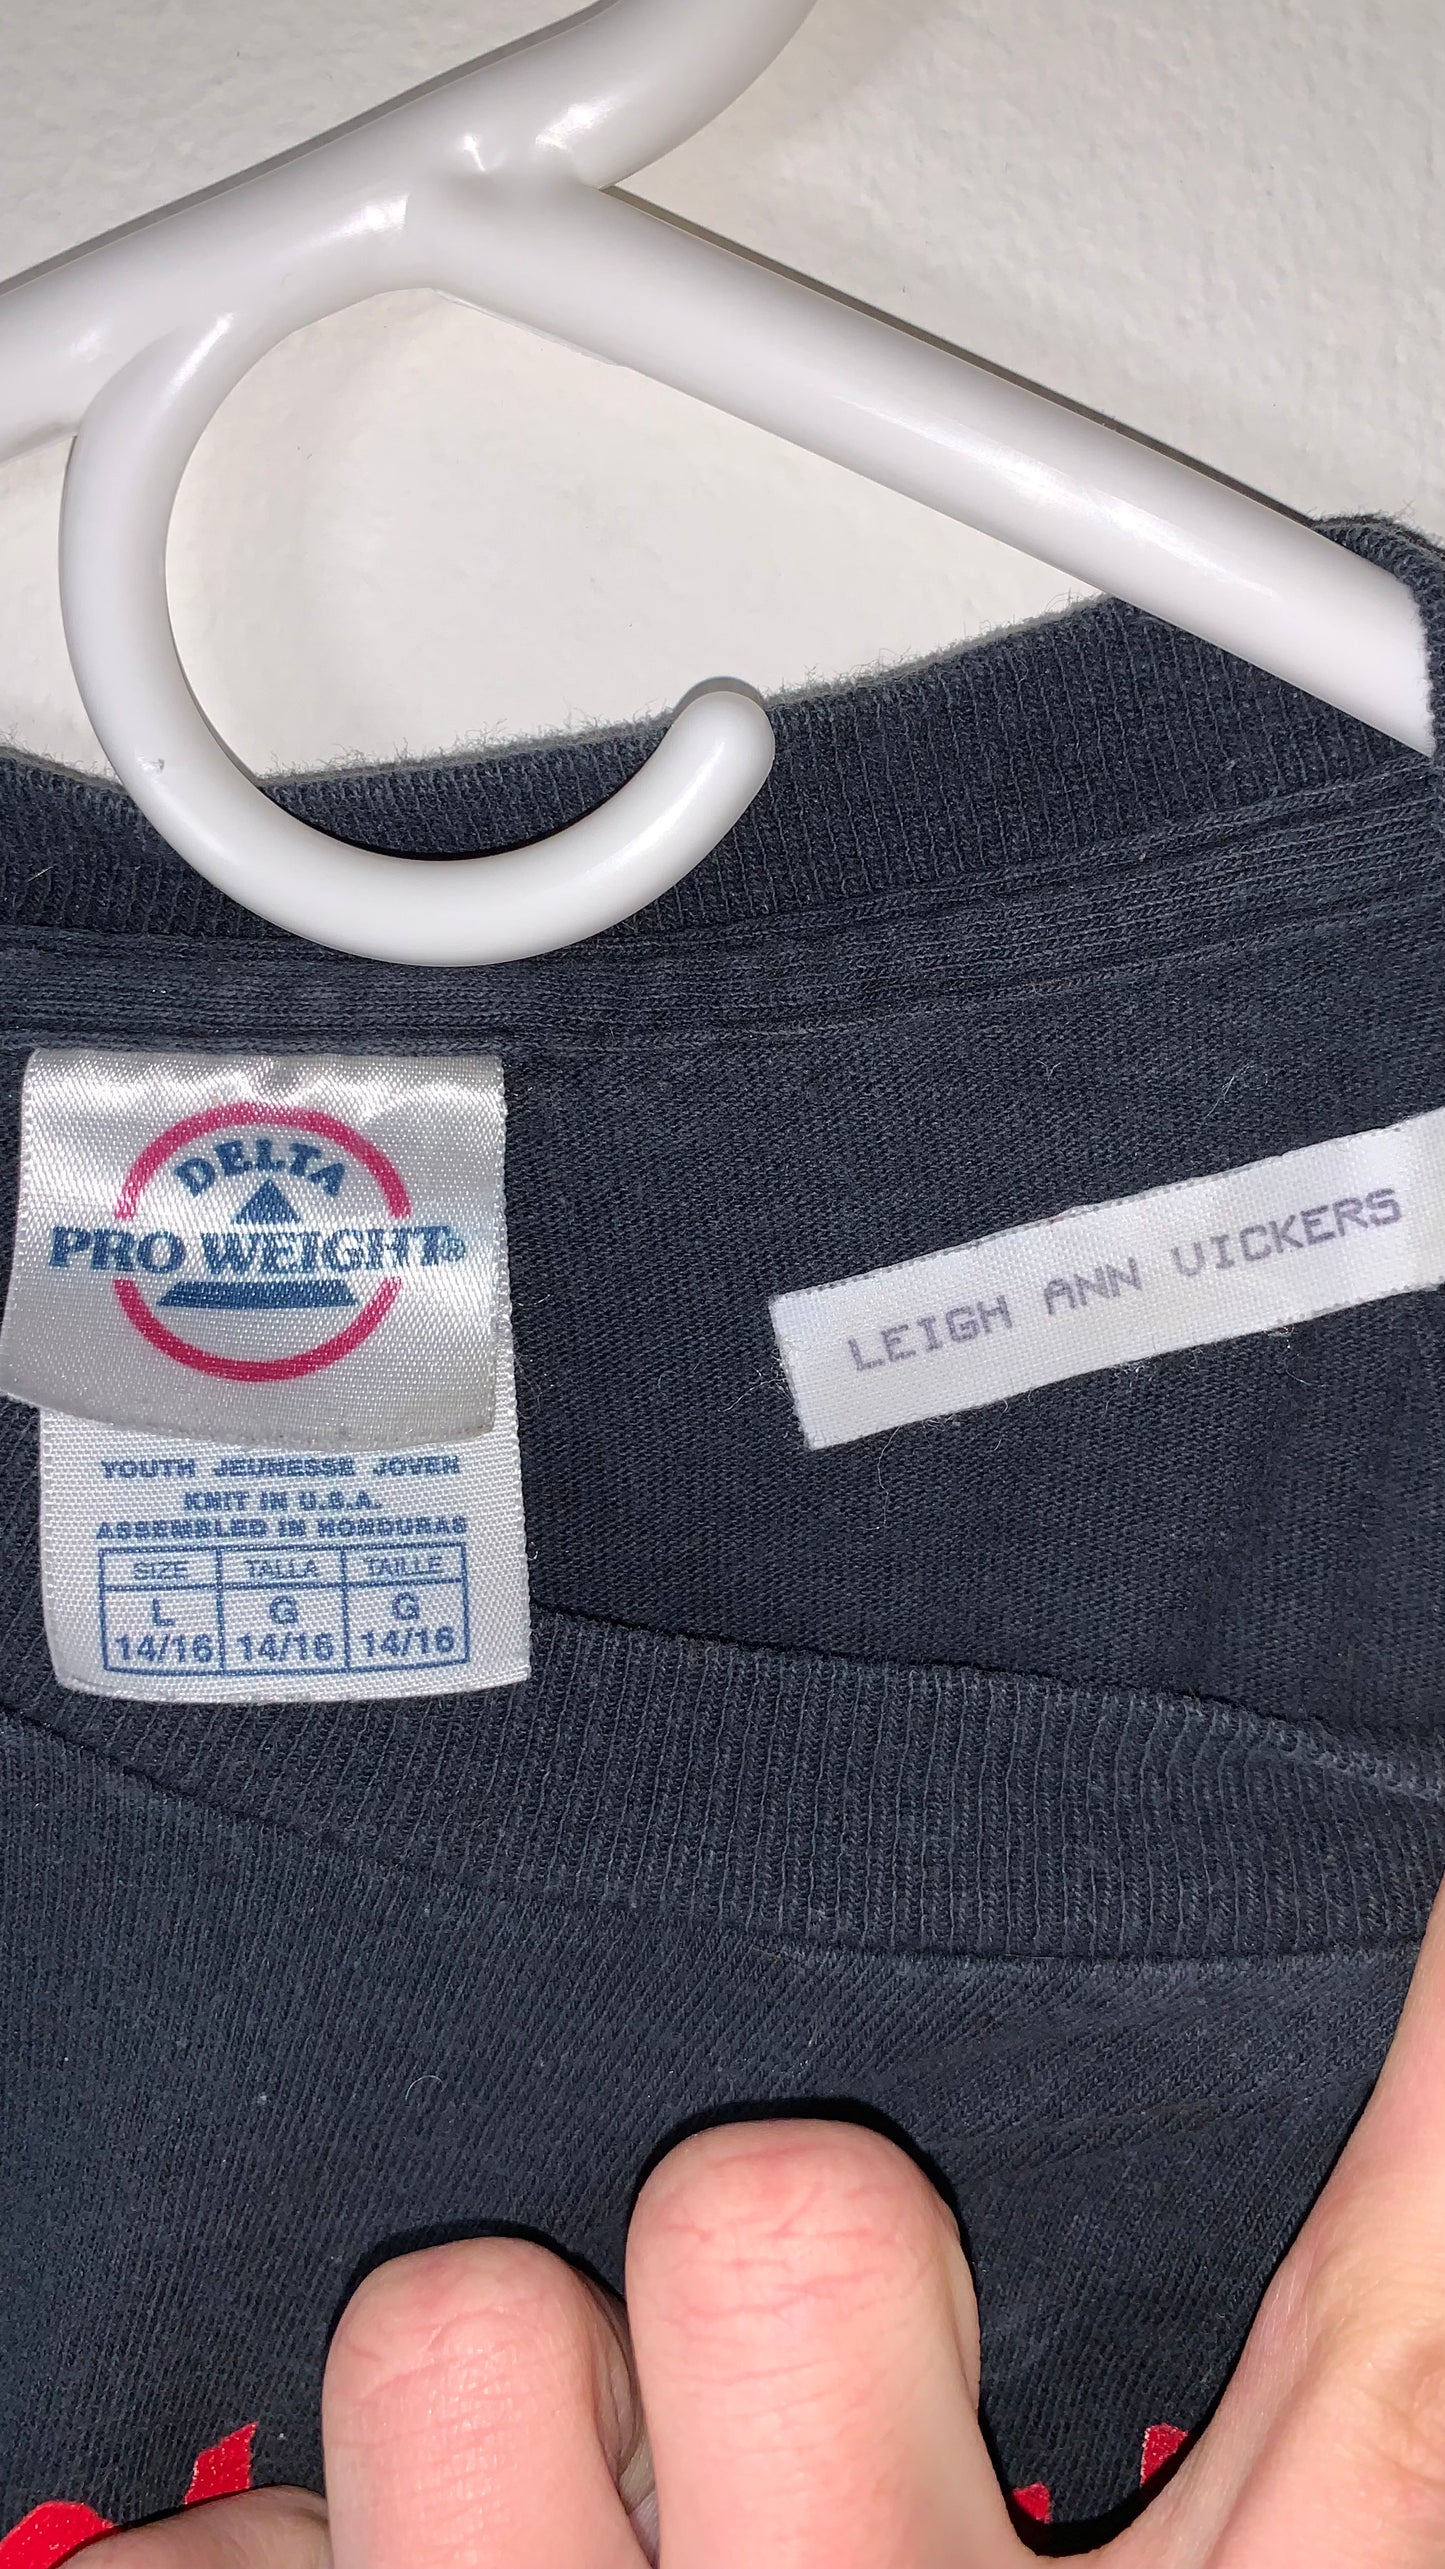 DELTA
PRO WEIGHT®
YOUTH JEUNESSE JOVEN
KNIT IN U.S.A.
ASSEMBLED IN HONDURAS
SIZE TALLA TAILLE
L G G
14/16 14/16 14/16
LEIGH ANN VICKERS